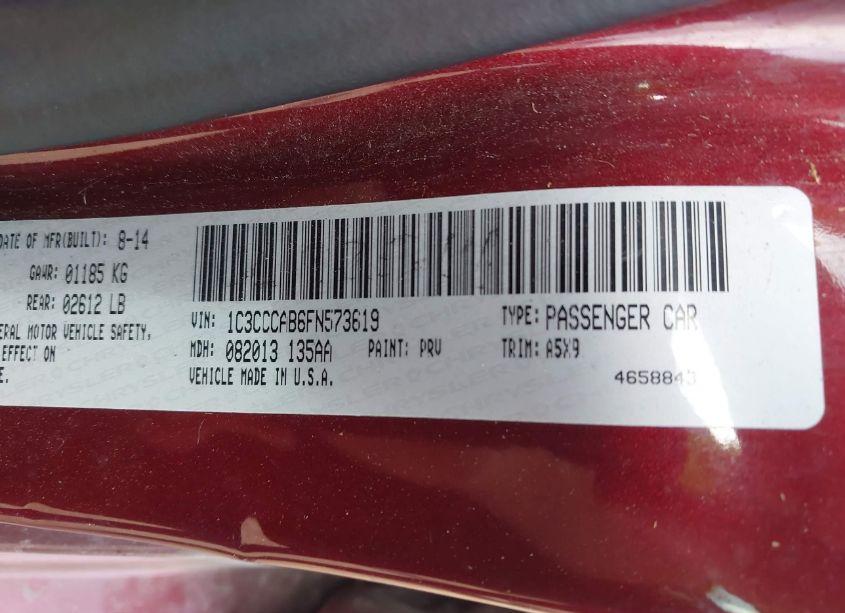 DATE OF MFR(BUILT): 8-14
GAWR: 01185 KG
REAR: 02612 LB
ERAL MOTOR VEHICLE SAFETY,
EFFECT ON
E.
VIN: 1C3CCCAB6FN573619
TYPE: PASSENGER CAR
MDH: 082013 135AA PAINT: PRV TRIM: A5X9
VEHICLE MADE IN U.S.A.
4658843
CHRYSLER